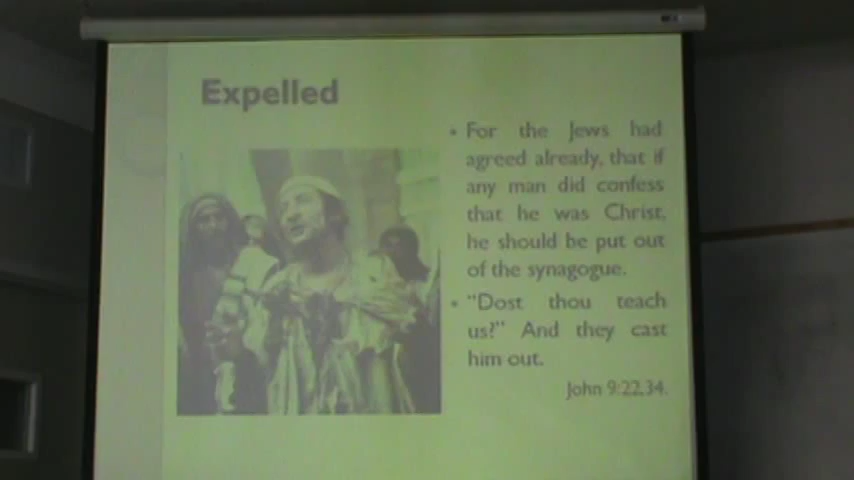 Expelled
• For the Jews had
agreed already, that if
any man did confess
that he was Christ,
he should be put out
of the synagogue.
• “Dost thou teach
us?” And they cast
him out.
John 9:22,34.